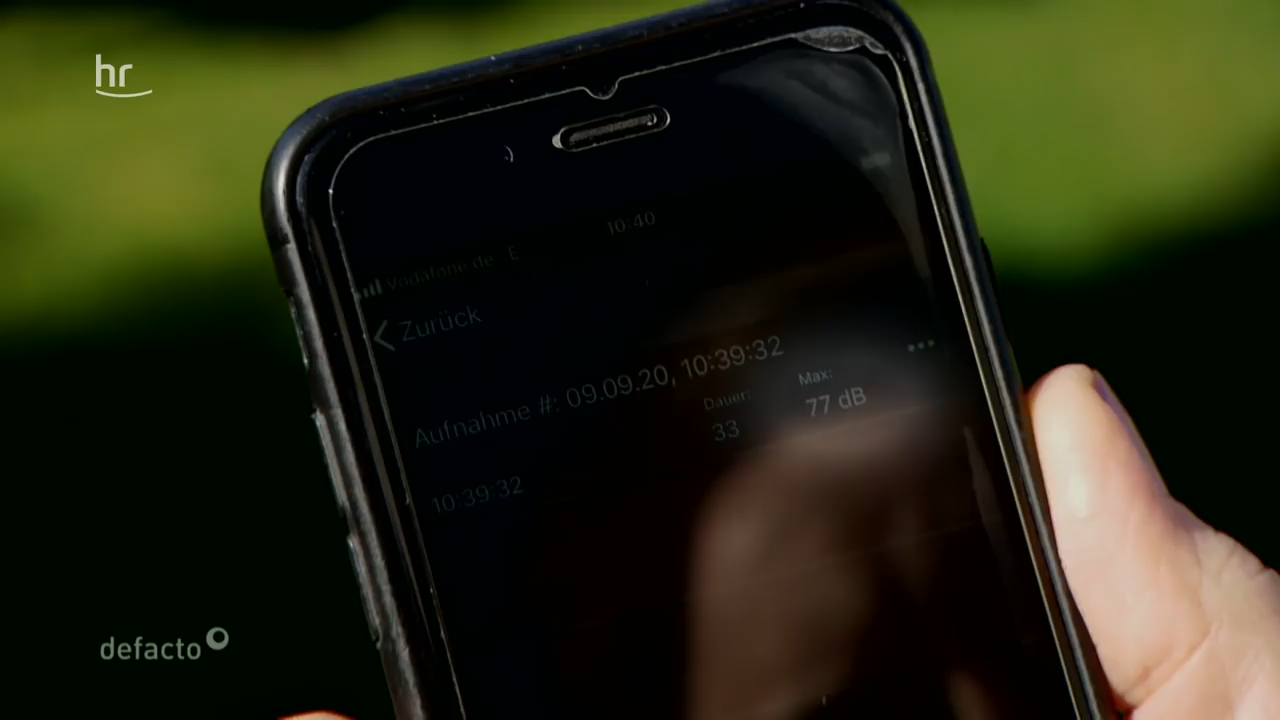 hr
10:40
Vodafone.de E
Zurück
Aufnahme #: 09.09.20, 10:39:32
Dauer:
33
Max:
77 dB
10:39:32
defacto